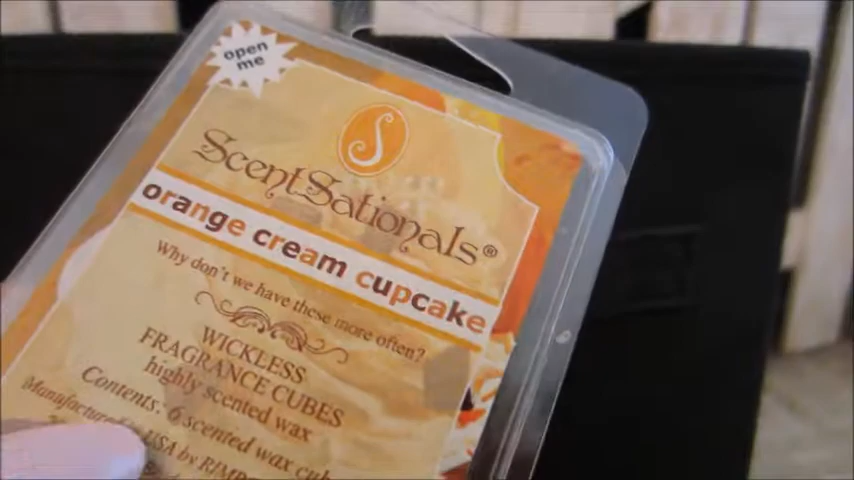 open
me
S
ScentSationals®
orange cream cupcake
Why don't we have these more often?
WICKLESS
FRAGRANCE CUBES
highly scented wax
Contents: 6 scented wax cub
Manufactured in USA by RIMP